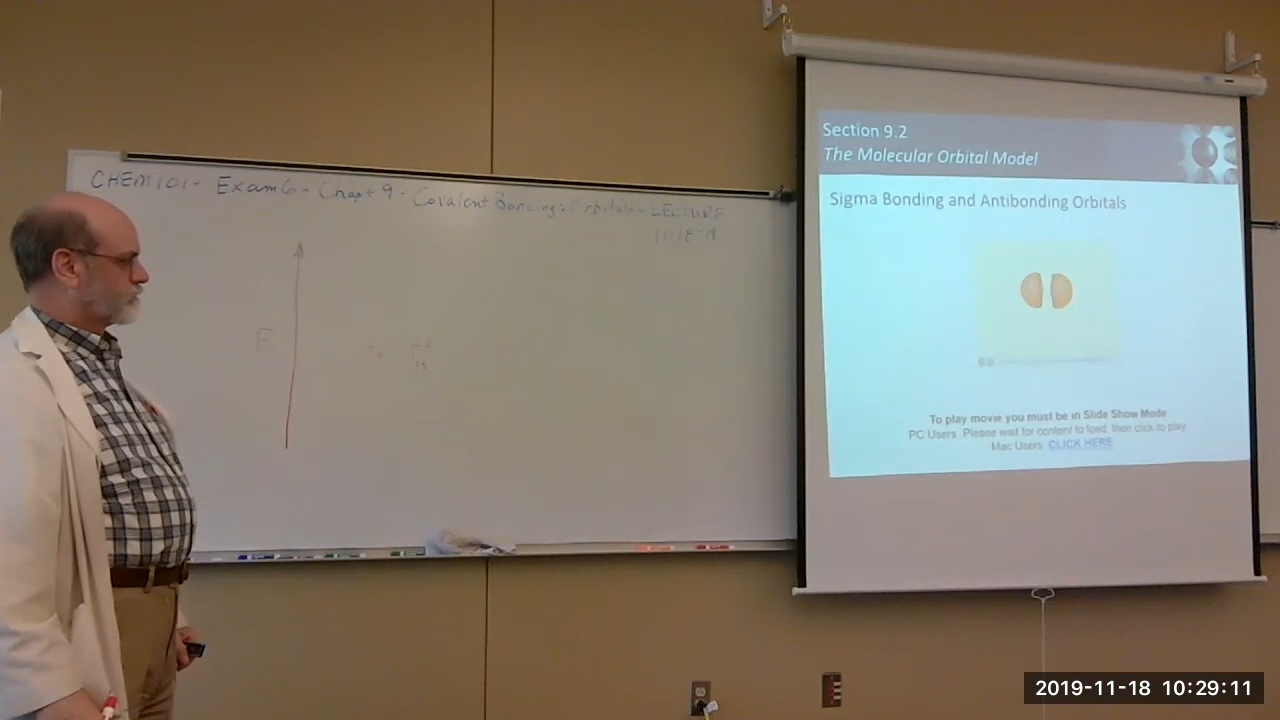 CHEM 101 - Exam 6 - Chapt 9 - Covalent Bonding: Orbitals - LECTURE
11-18-19
E
1s
Section 9.2
The Molecular Orbital Model
Sigma Bonding and Antibonding Orbitals
To play movie you must be in Slide Show Mode
PC Users: Please wait for content to load, then click to play
Mac Users: CLICK HERE
2019-11-18 10:29:11